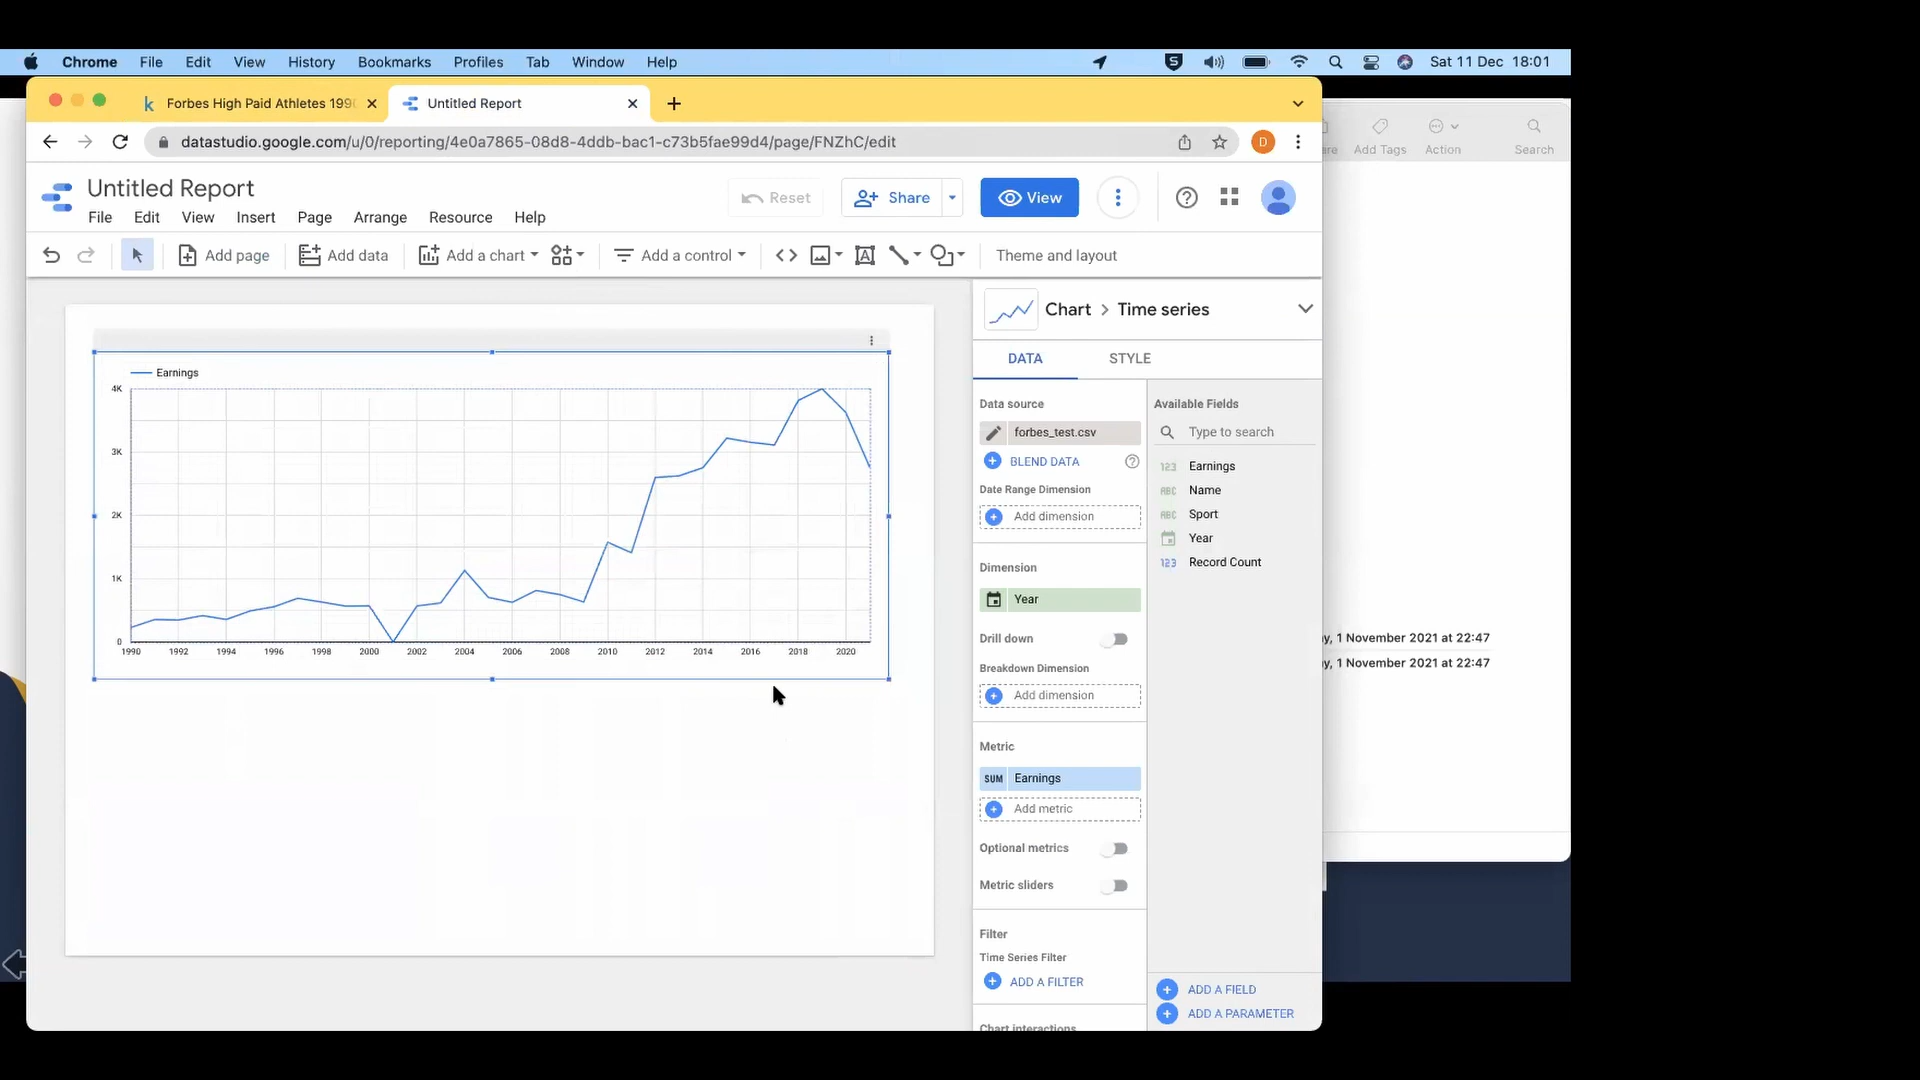 Chrome File Edit View History Bookmarks Profiles Tab Window Help Sat 11 Dec 18:01
k Forbes High Paid Athletes 199 Untitled Report
datastudio.google.com/u/0/reporting/4e0a7865-08d8-4ddb-bac1-c73b5fae99d4/page/FNZhC/edit D
Add Tags Action Search
Untitled Report
Reset Share View
File Edit View Insert Page Arrange Resource Help
Add page Add data Add a chart Add a control Theme and layout
Chart > Time series
DATA STYLE
Earnings
4K
3K
2K
1K
0
1990 1992 1994 1996 1998 2000 2002 2004 2006 2008 2010 2012 2014 2016 2018 2020
Data source
forbes_test.csv
BLEND DATA
Date Range Dimension
Add dimension
Dimension
Year
Drill down
Breakdown Dimension
Add dimension
Metric
SUM Earnings
Add metric
Optional metrics
Metric sliders
Filter
Time Series Filter
ADD A FILTER
Chart interactions
Available Fields
Type to search
123 Earnings
ABC Name
ABC Sport
Year
123 Record Count
ADD A FIELD
ADD A PARAMETER
1 November 2021 at 22:47
1 November 2021 at 22:47